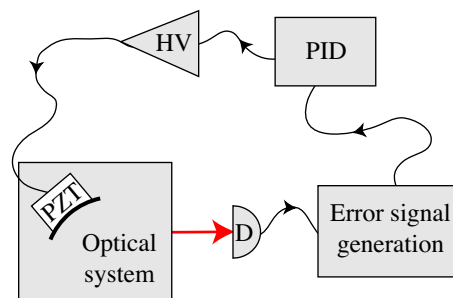 HV
PID
PZT
Optical
system
D
Error signal
generation